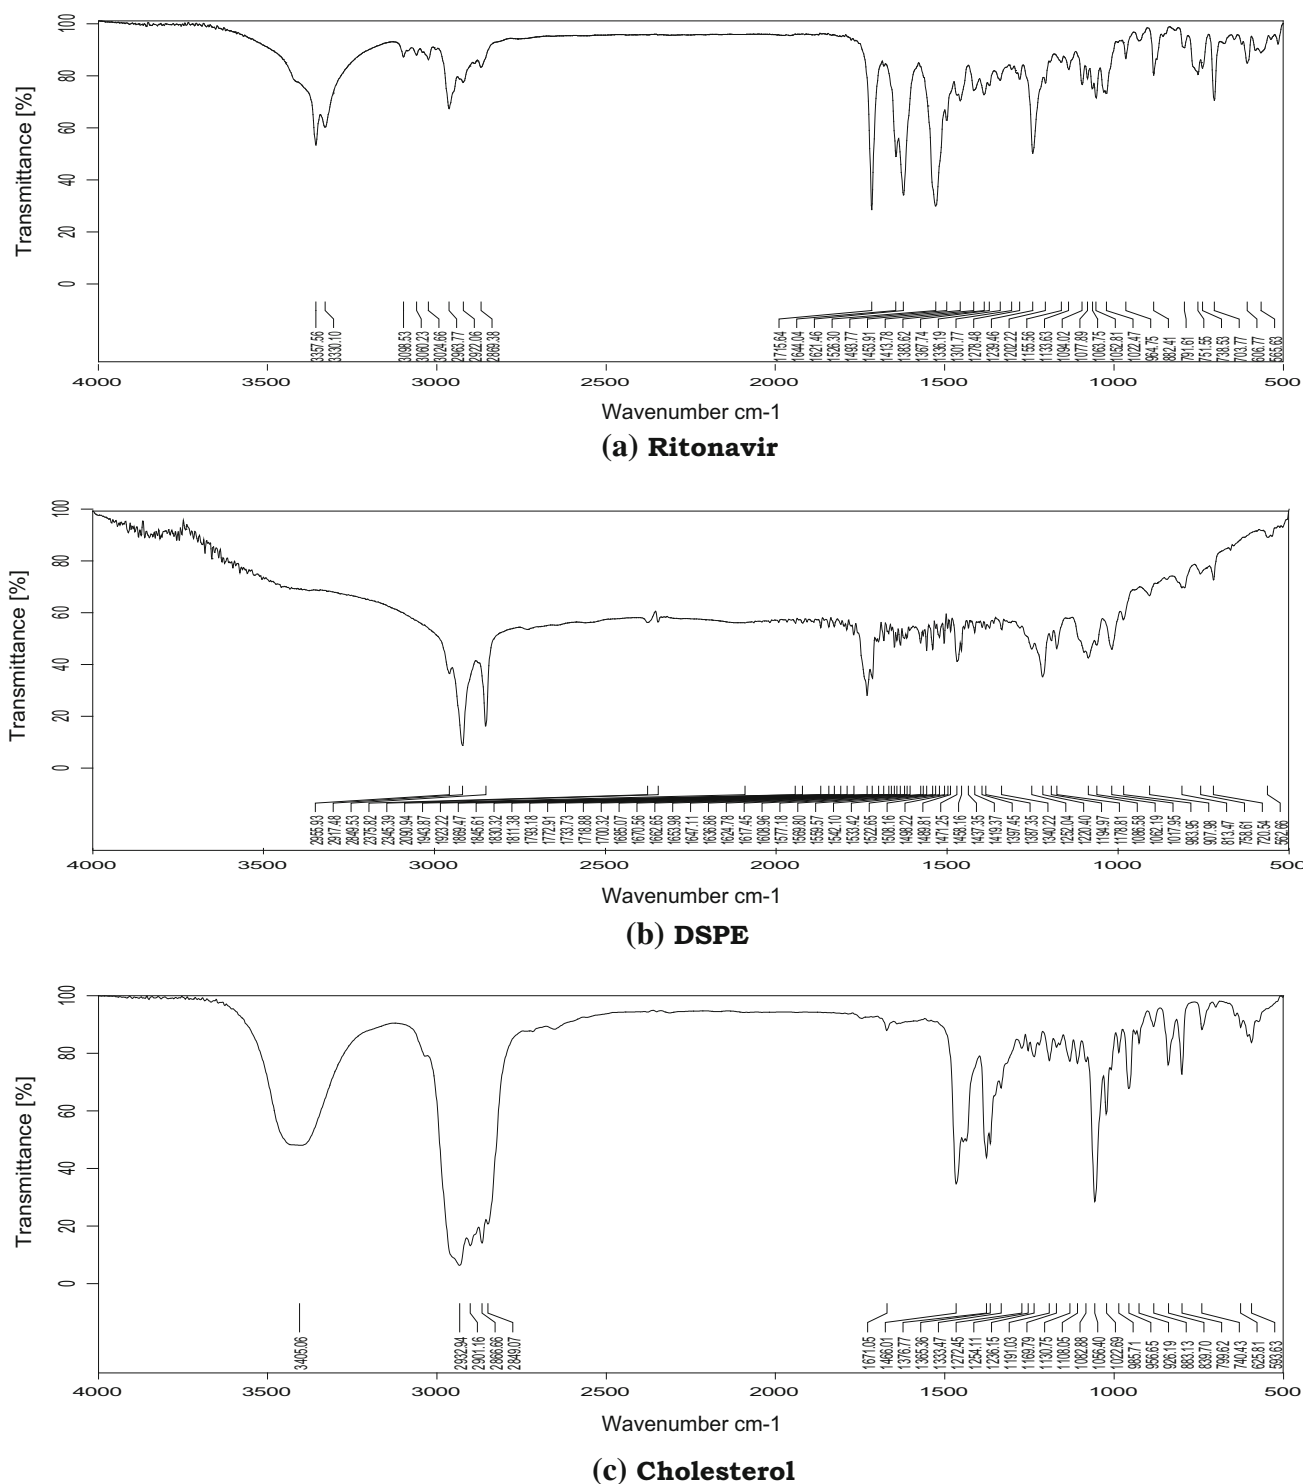 100
80
60
40
20
0
Transmittance [%]
3357.56 3330.10 3098.53 3060.23 3024.66 2963.77 2922.06 2869.38 1715.64 1644.04 1621.46 1526.30 1493.77 1453.91 1413.78 1383.62 1367.74 1336.19 1301.77 1278.48 1239.46 1202.22 1155.56 1133.63 1094.02 1077.89 1063.75 1052.81 1022.47 964.75 882.41 791.61 751.55 738.53 703.77 606.77 565.63
4000 3000 2000 1500 1000 500
Wavenumber cm-1
(a) Ritonavir
100
80
60
40
20
0
Transmittance [%]
2955.93 2917.48 2849.53 2375.82 2345.39 2090.94 1943.87 1923.22 1869.47 1845.61 1830.32 1811.38 1793.18 1772.91 1733.73 1718.88 1700.32 1685.07 1670.56 1662.65 1653.98 1647.11 1636.86 1624.78 1617.45 1608.96 1577.18 1569.80 1559.57 1542.10 1533.42 1522.65 1508.16 1498.22 1489.81 1471.25 1458.16 1437.35 1419.37 1397.45 1387.35 1340.22 1252.04 1220.40 1194.97 1178.81 1086.58 1062.19 1017.95 983.95 907.98 813.47 758.61 720.54 562.66
4000 3000 2000 1500 1000 500
Wavenumber cm-1
(b) DSPE
100
80
60
40
20
0
Transmittance [%]
3405.06 2932.94 2901.16 2866.66 2849.07 1671.05 1466.01 1376.77 1365.36 1333.47 1272.45 1254.11 1236.15 1191.03 1169.79 1130.75 1108.05 1082.88 1056.40 1022.69 985.71 956.65 926.19 883.13 839.70 799.62 740.43 625.81 593.63
4000 3000 2000 1500 1000 500
Wavenumber cm-1
(c) Cholesterol